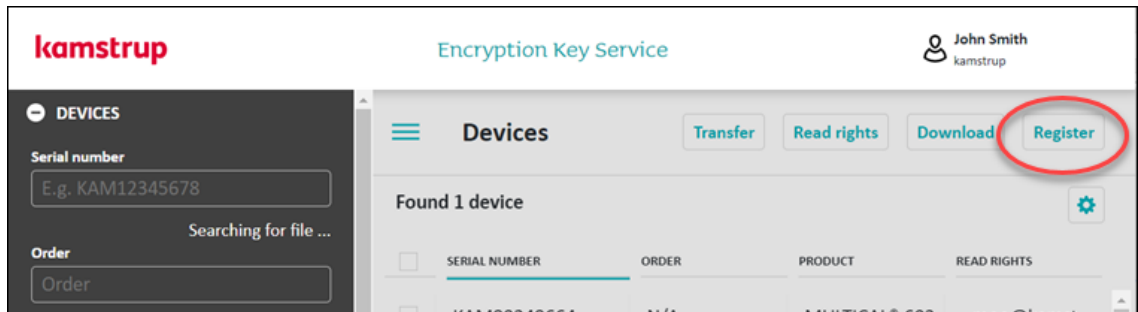 kamstrup
Encryption Key Service
John Smith
kamstrup
DEVICES
Serial number
E.g. KAM12345678
Searching for file ...
Order
Order
Devices
Transfer
Read rights
Download
Register
Found 1 device
SERIAL NUMBER ORDER PRODUCT READ RIGHTS